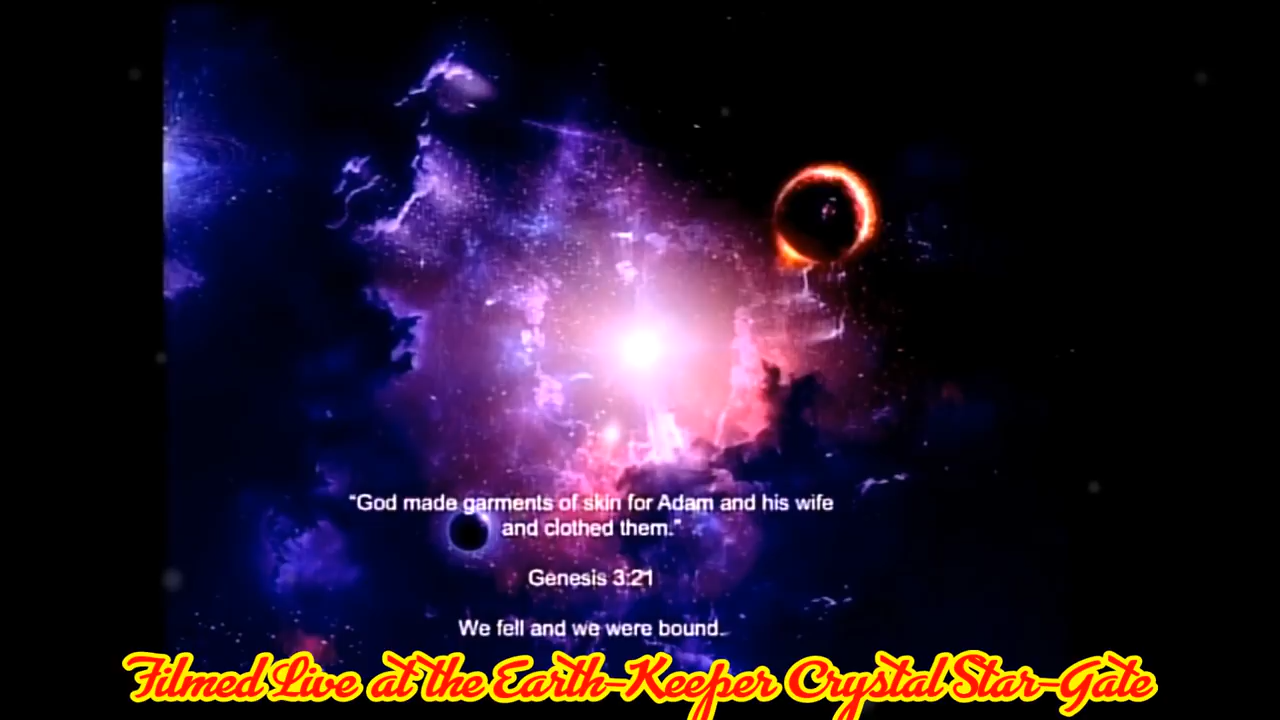 “God made garments of skin for Adam and his wife
and clothed them.”
Genesis 3:21
We fell and we were bound.
Filmed Live at the Earth-Keeper Crystal Star-Gate